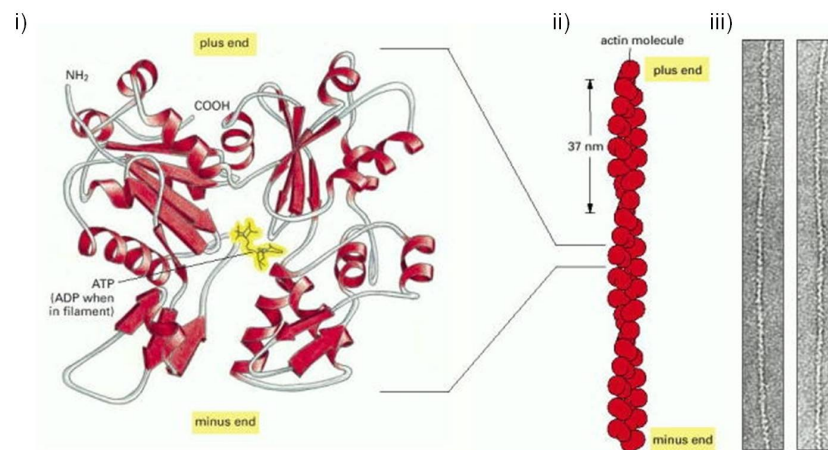 i)
plus end
NH2
COOH
ATP
(ADP when
in filament)
minus end
ii)
actin molecule
plus end
37 nm
minus end
iii)